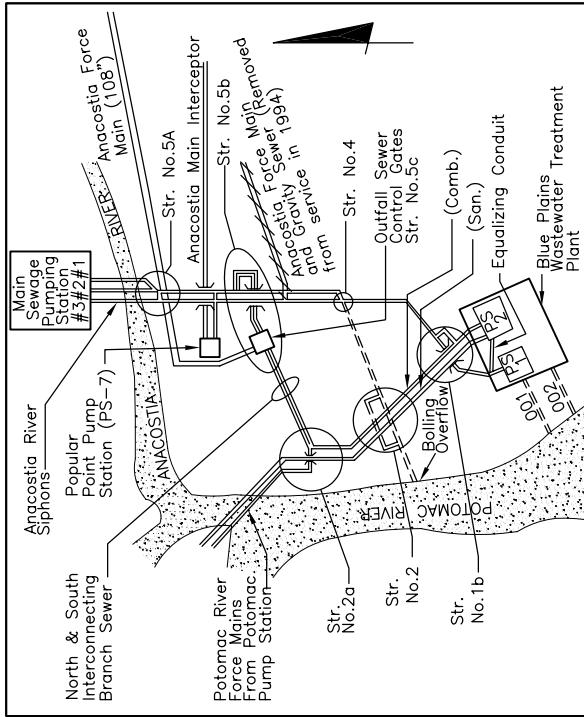 Main
Sewage
Pumping
Station
#3#2#1
Anacostia River
Siphons
RIVER
ANACOSTIA
Anacostia Force
Main (108")
Str. No.5A
Anacostia Main Interceptor
Str. No.5b
Anacostia Force Main
and Gravity Sewer (Removed
from service in 1994)
Str. No.4
Outfall Sewer
Control Gates
Str. No.5c
(Comb.)
(San.)
Equalizing Conduit
Blue Plains
Wastewater Treatment
Plant
Popular
Point Pump
Station (PS-7)
North & South
Interconnecting
Branch Sewer
Potomac River
Force Mains
From Potomac
Pump Station
Str.
No.2a
Str.
No.2
Str.
No.1b
Bolling
Overflow
POTOMAC RIVER
PS
1
PS
2
001
002